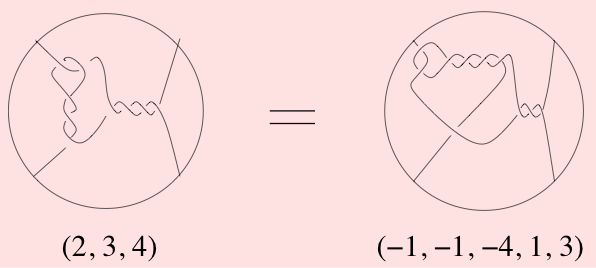 =
(2, 3, 4) (−1, −1, −4, 1, 3)